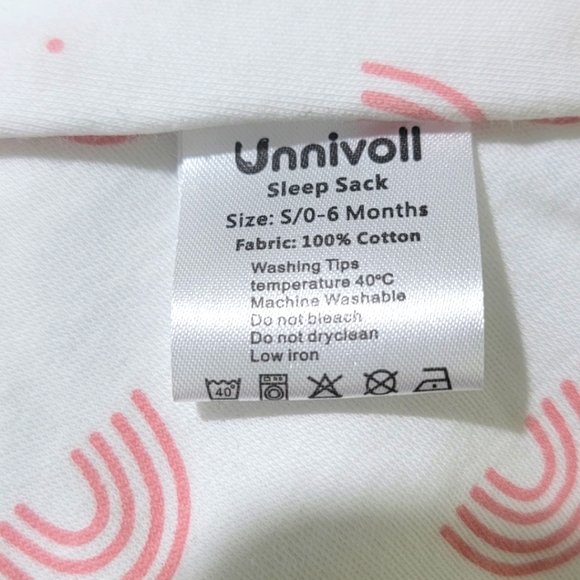 Unnivoll
Sleep Sack
Size: S/0-6 Months
Fabric: 100% Cotton
Washing Tips
temperature 40°C
Machine Washable
Do not bleach
Do not dryclean
Low iron
40°